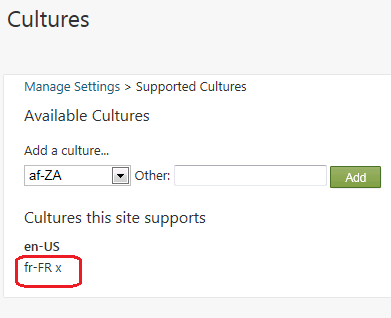 Cultures
Manage Settings > Supported Cultures
Available Cultures
Add a culture...
af-ZA Other: Add
Cultures this site supports
en-US
fr-FR x